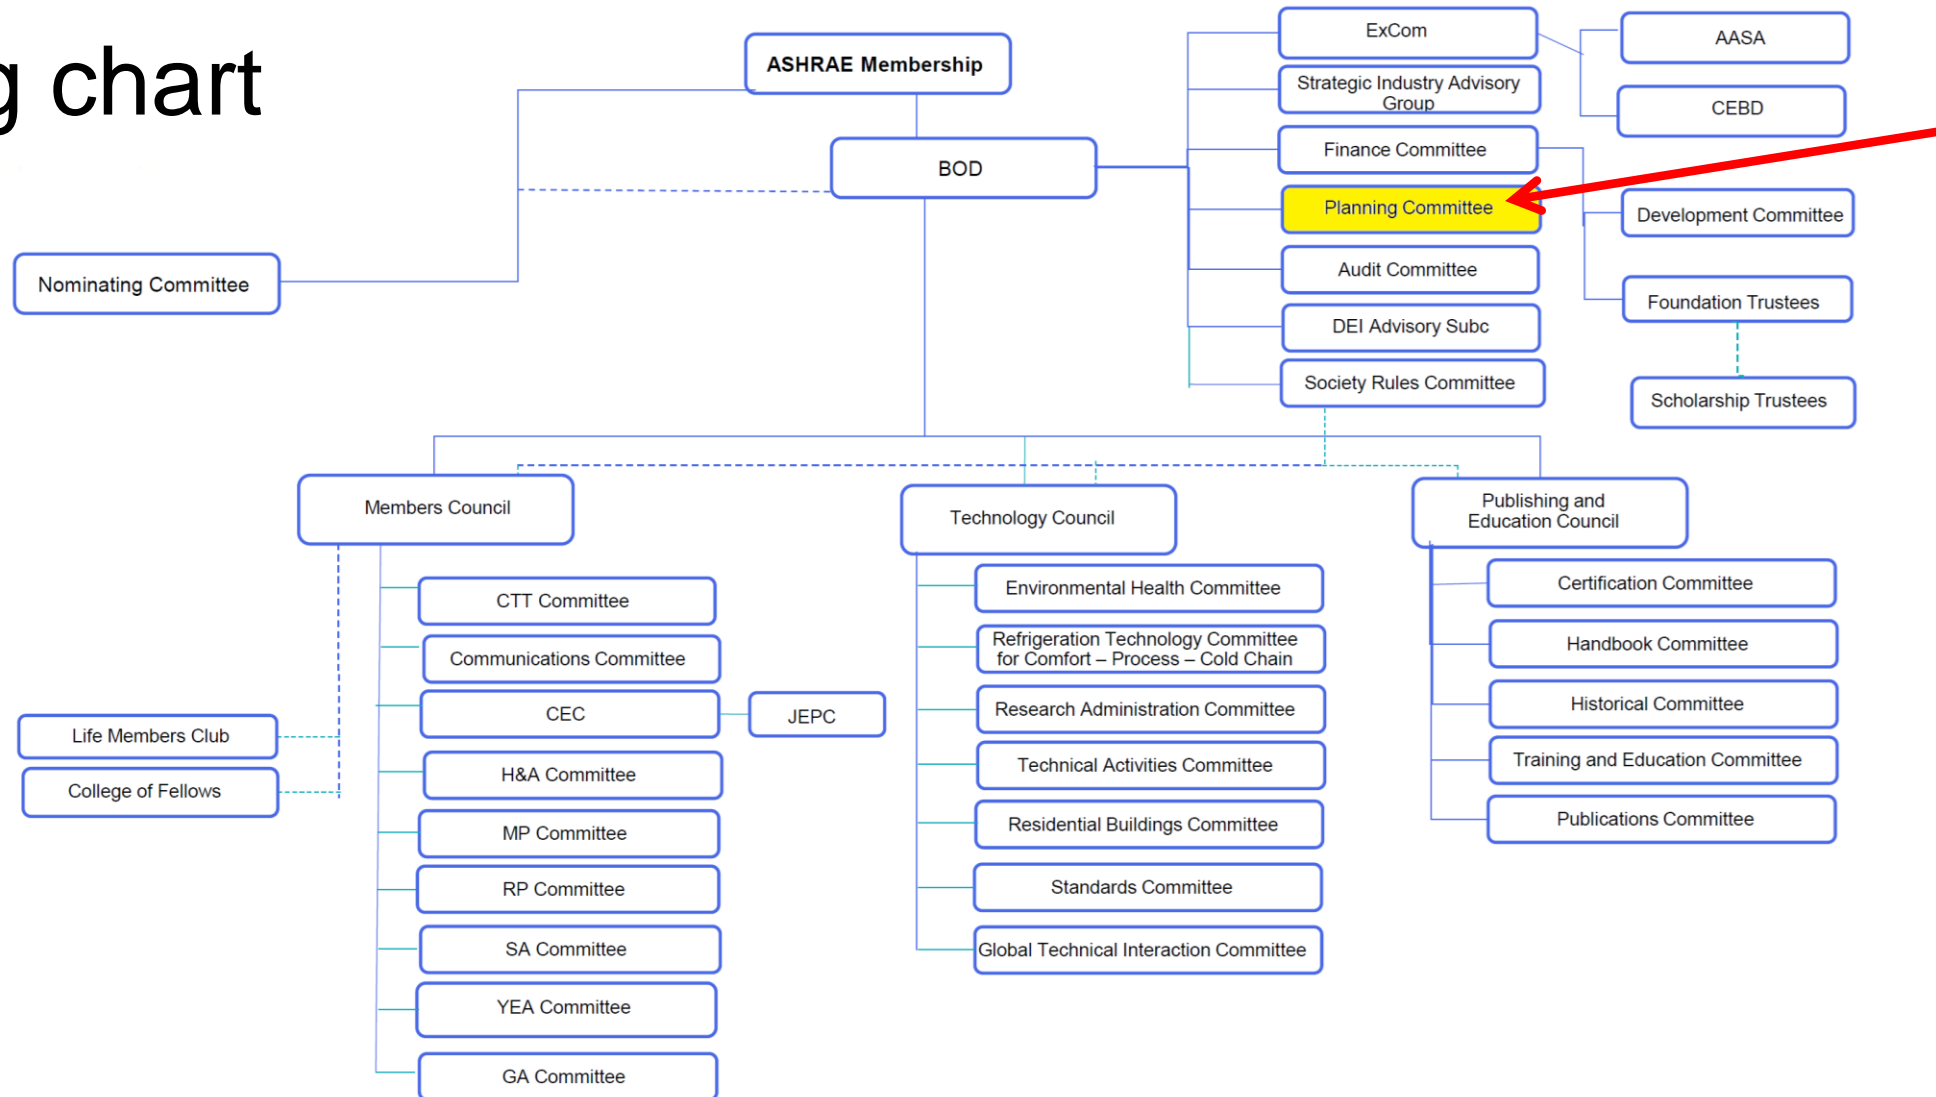 g chart
ASHRAE Membership
BOD
Nominating Committee
ExCom
AASA
CEBD
Strategic Industry Advisory
Group
Finance Committee
Planning Committee
Development Committee
Audit Committee
Foundation Trustees
DEI Advisory Subc
Society Rules Committee
Scholarship Trustees
Members Council
CTT Committee
Communications Committee
CEC
JEPC
H&A Committee
MP Committee
RP Committee
SA Committee
YEA Committee
GA Committee
Life Members Club
College of Fellows
Technology Council
Environmental Health Committee
Refrigeration Technology Committee
for Comfort – Process – Cold Chain
Research Administration Committee
Technical Activities Committee
Residential Buildings Committee
Standards Committee
Global Technical Interaction Committee
Publishing and
Education Council
Certification Committee
Handbook Committee
Historical Committee
Training and Education Committee
Publications Committee